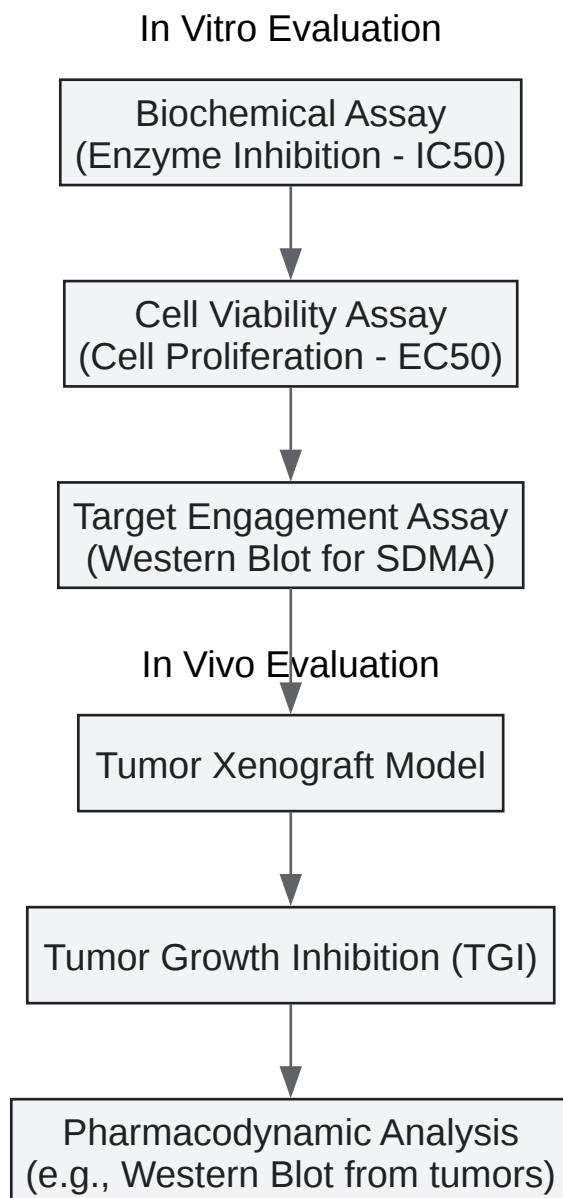 In Vitro Evaluation
Biochemical Assay
(Enzyme Inhibition - IC50)
Cell Viability Assay
(Cell Proliferation - EC50)
Target Engagement Assay
(Western Blot for SDMA)
In Vivo Evaluation
Tumor Xenograft Model
Tumor Growth Inhibition (TGI)
Pharmacodynamic Analysis
(e.g., Western Blot from tumors)